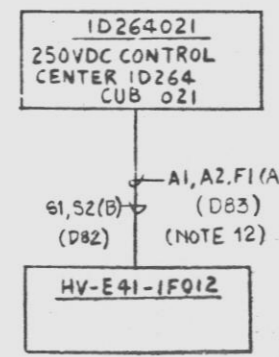 1D264021
250VDC CONTROL
CENTER 1D264
CUB 021
A1, A2, F1(A
S1, S2(B)
(D83)
(D82)
(NOTE 12)
HV-E41-1F012